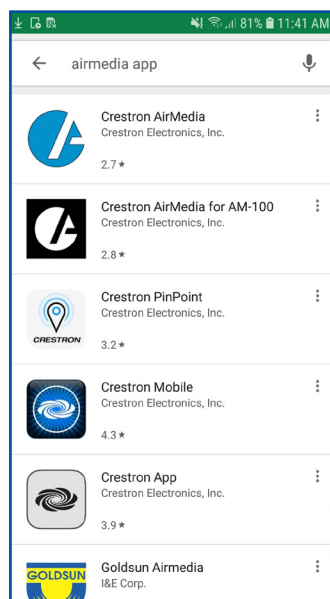 81% 11:41 AM
airmedia app
Crestron AirMedia
Crestron Electronics, Inc.
2.7★
Crestron AirMedia for AM-100
Crestron Electronics, Inc.
2.8★
CRESTRON
Crestron PinPoint
Crestron Electronics, Inc.
3.2★
Crestron Mobile
Crestron Electronics, Inc.
4.3★
Crestron App
Crestron Electronics, Inc.
3.9★
GOLDSUN
Goldsun Airmedia
I&E Corp.